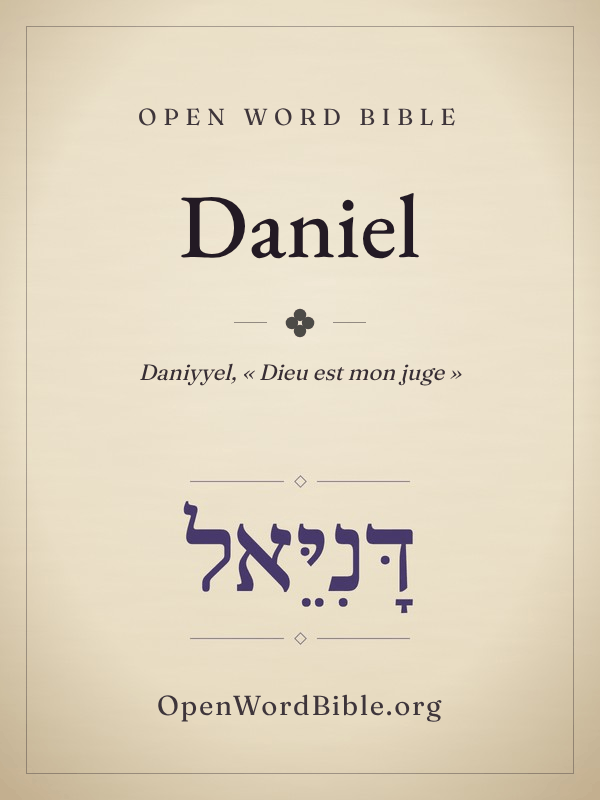 OPEN WORD BIBLE
Daniel
Daniyyel, « Dieu est mon juge »
דָּנִיֵּאל
OpenWordBible.org